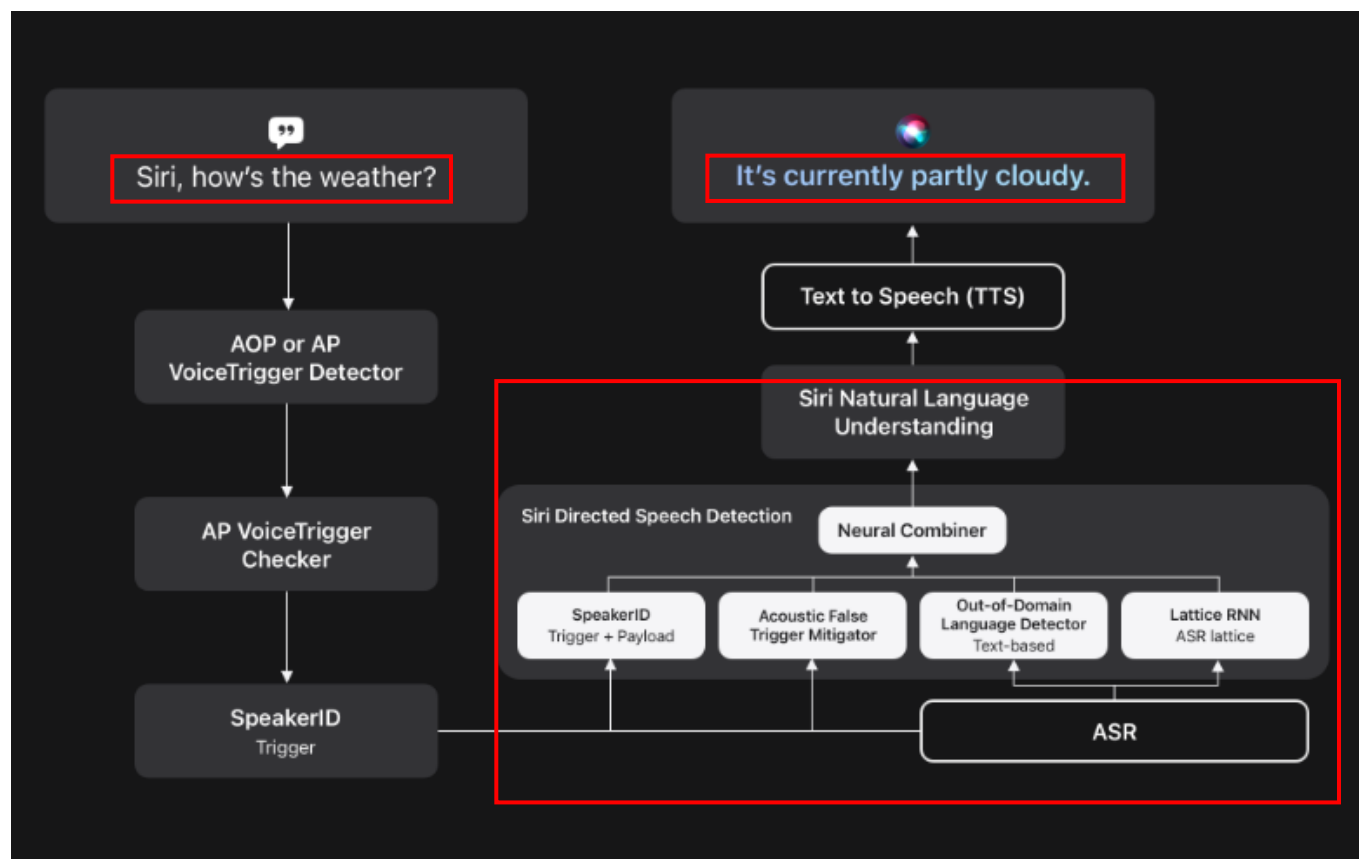 Siri, how's the weather?
AOP or AP
VoiceTrigger Detector
AP VoiceTrigger
Checker
SpeakerID
Trigger
It's currently partly cloudy.
Text to Speech (TTS)
Siri Natural Language
Understanding
Siri Directed Speech Detection
Neural Combiner
SpeakerID
Trigger + Payload
Acoustic False
Trigger Mitigator
Out-of-Domain
Language Detector
Text-based
Lattice RNN
ASR lattice
ASR